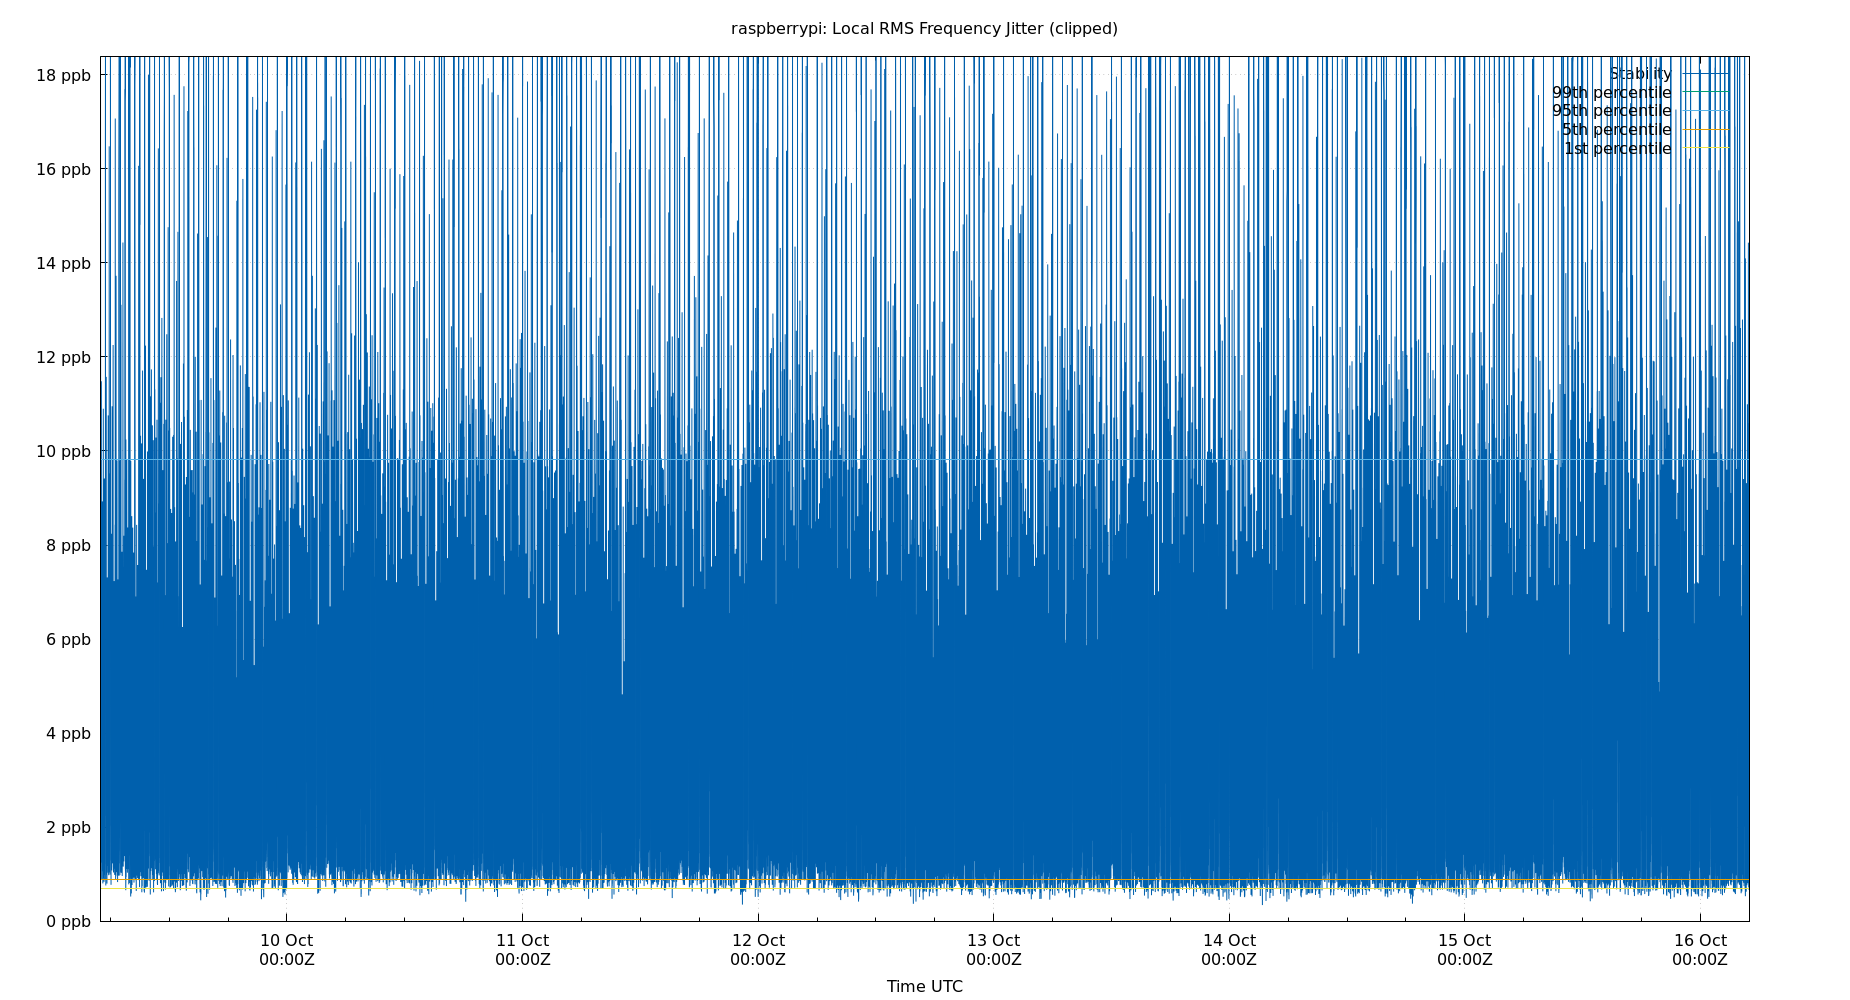 raspberrypi: Local RMS Frequency Jitter (clipped)
18 ppb
16 ppb
14 ppb
12 ppb
10 ppb
8 ppb
6 ppb
4 ppb
2 ppb
0 ppb
Stability
99th percentile
95th percentile
5th percentile
1st percentile
10 Oct
00:00Z
11 Oct
00:00Z
12 Oct
00:00Z
13 Oct
00:00Z
14 Oct
00:00Z
15 Oct
00:00Z
16 Oct
00:00Z
Time UTC